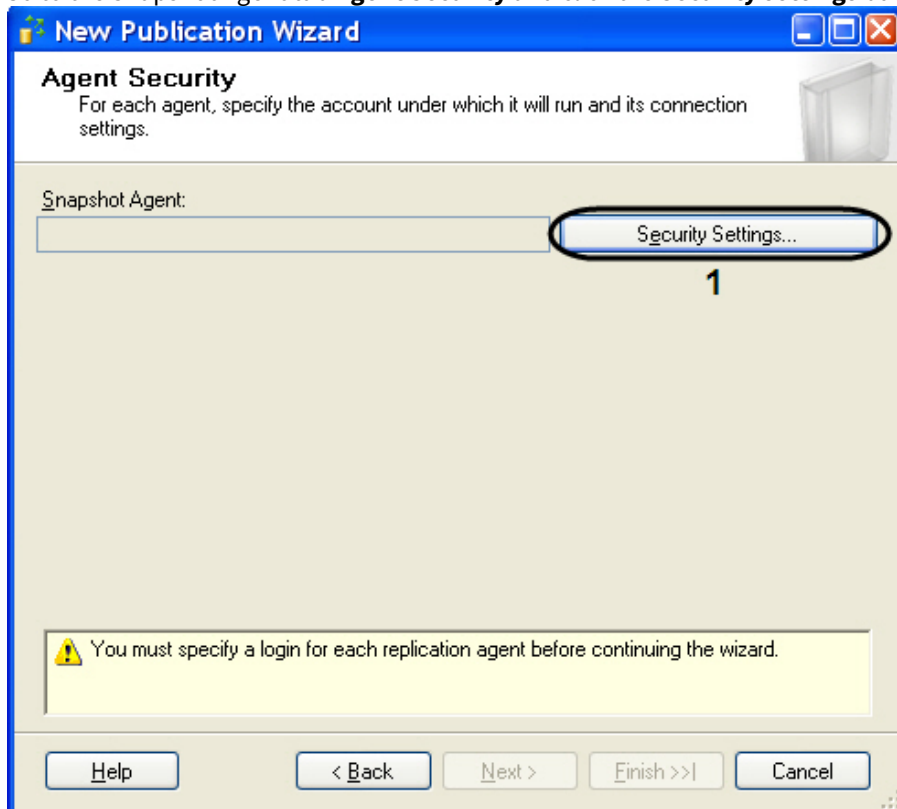 New Publication Wizard
Agent Security
For each agent, specify the account under which it will run and its connection
settings.
Snapshot Agent:
Security Settings...
1
You must specify a login for each replication agent before continuing the wizard.
Help
< Back
Next >
Finish >>|
Cancel